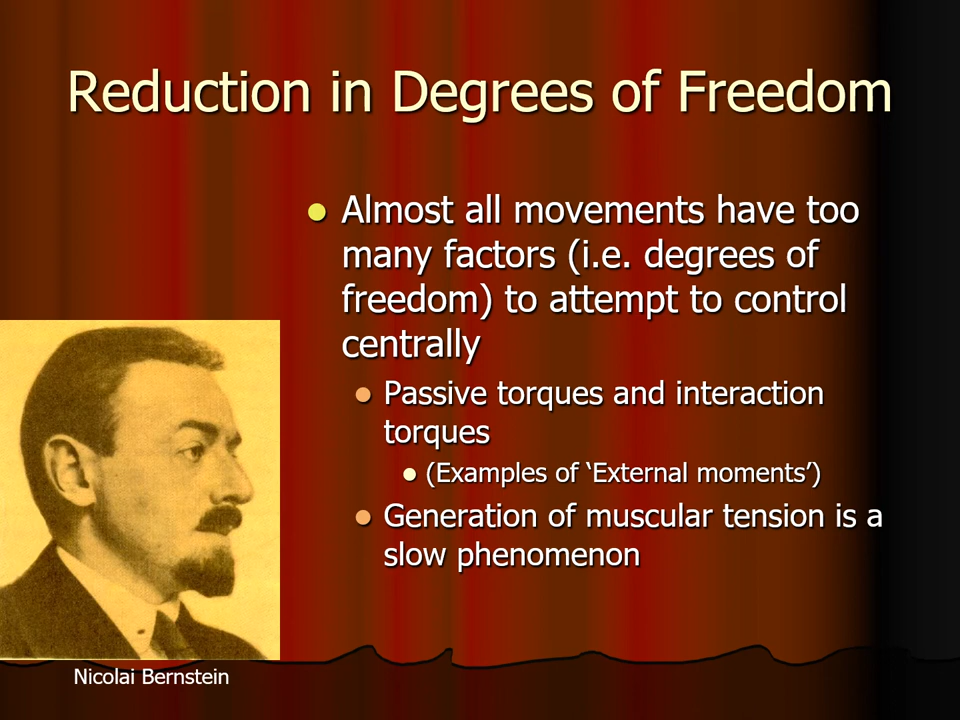 Reduction in Degrees of Freedom
Almost all movements have too
many factors (i.e. degrees of
freedom) to attempt to control
centrally
Passive torques and interaction
torques
(Examples of ‘External moments’)
Generation of muscular tension is a
slow phenomenon
Nicolai Bernstein